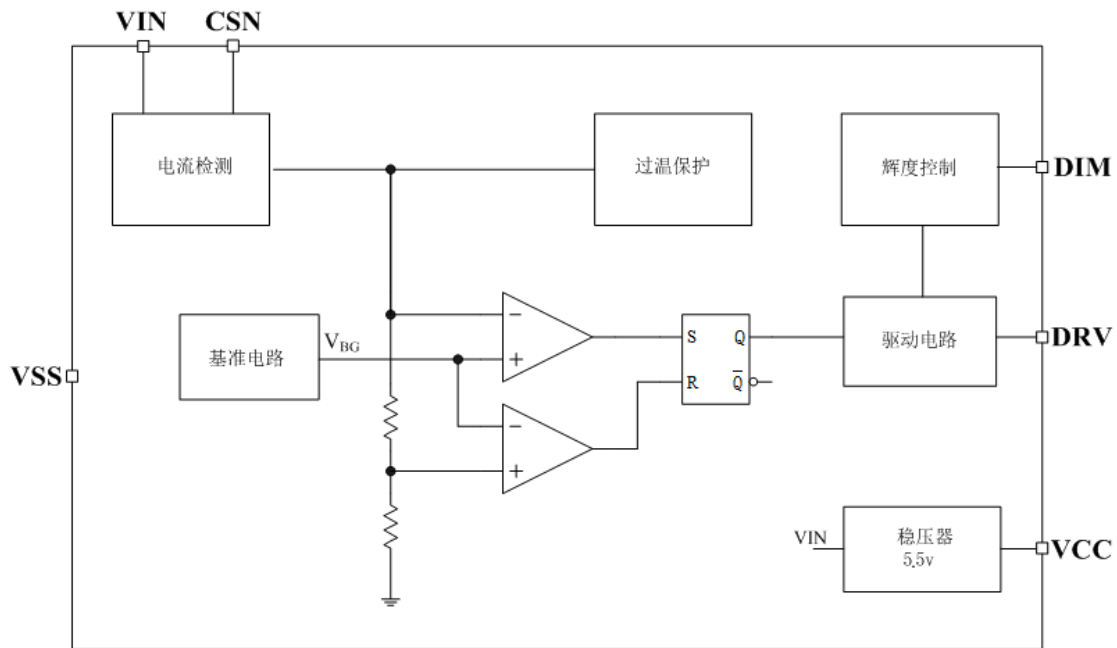 VIN CSN
电流检测
过温保护
辉度控制
DIM
基准电路
VBG
VSS
−
+
−
+
S Q
R Q̅
驱动电路
DRV
VIN
稳压器
5.5v
VCC